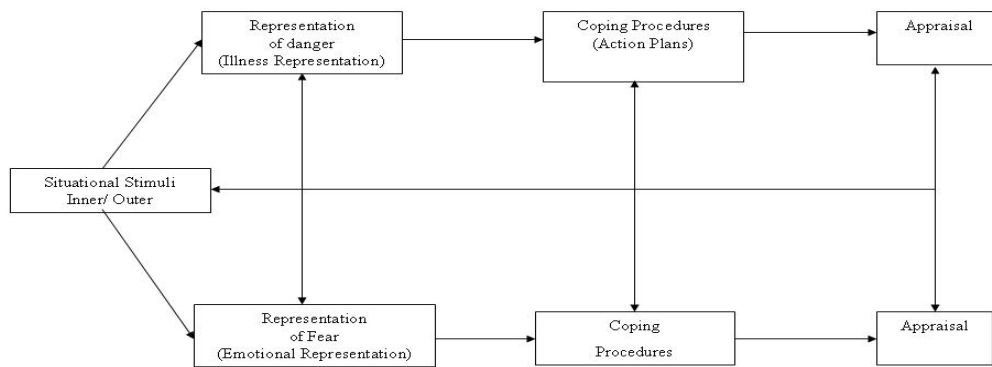 Representation
of danger
(Illness Representation)
Coping Procedures
(Action Plans)
Appraisal
Situational Stimuli
Inner/ Outer
Representation
of Fear
(Emotional Representation)
Coping
Procedures
Appraisal